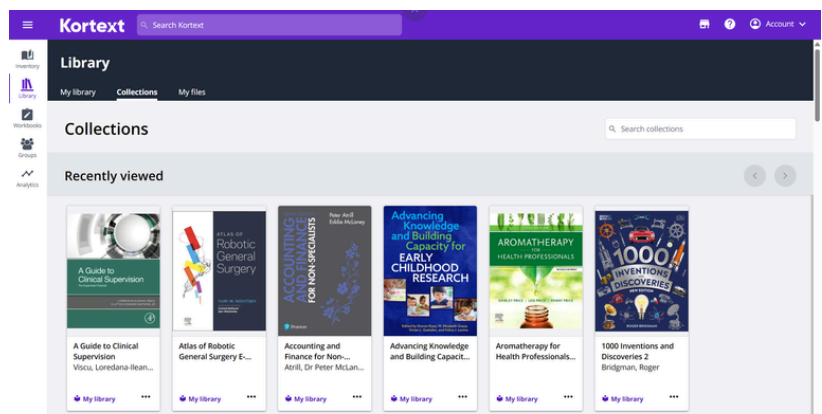 Kortext
Search Kortext
Account
Inventory
Library
Workbooks
Groups
Analytics
Library
My library
Collections
My files
Collections
Search collections
Recently viewed
A Guide to
Clinical Supervision
ATLAS OF
Robotic
General
Surgery
ACCOUNTING
AND FINANCE
FOR NON-SPECIALISTS
Peter Atrill
Eddie McLaney
Pearson
Advancing
Knowledge
and Building
Capacity for
EARLY
CHILDHOOD
RESEARCH
AROMATHERAPY
FOR
HEALTH PROFESSIONALS
1000
INVENTIONS
DISCOVERIES
NEW EDITION
ROGER BRIDGMAN
A Guide to Clinical
Supervision
Viscu, Loredana-Ilean...
My library
Atlas of Robotic
General Surgery E-...
My library
Accounting and
Finance for Non-...
Atrill, Dr Peter McLan...
My library
Advancing Knowledge
and Building Capacit...
My library
Aromatherapy for
Health Professionals...
My library
1000 Inventions and
Discoveries 2
Bridgman, Roger
My library